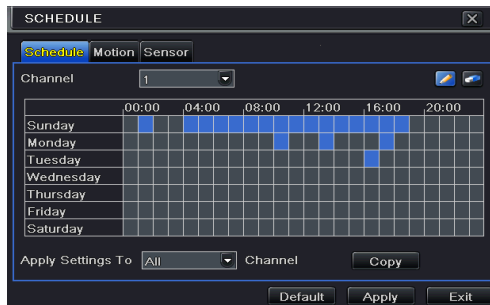 SCHEDULE
Schedule Motion Sensor
Channel 1
00:00 04:00 08:00 12:00 16:00 20:00
Sunday
Monday
Tuesday
Wednesday
Thursday
Friday
Saturday
Apply Settings To All Channel Copy
Default Apply Exit